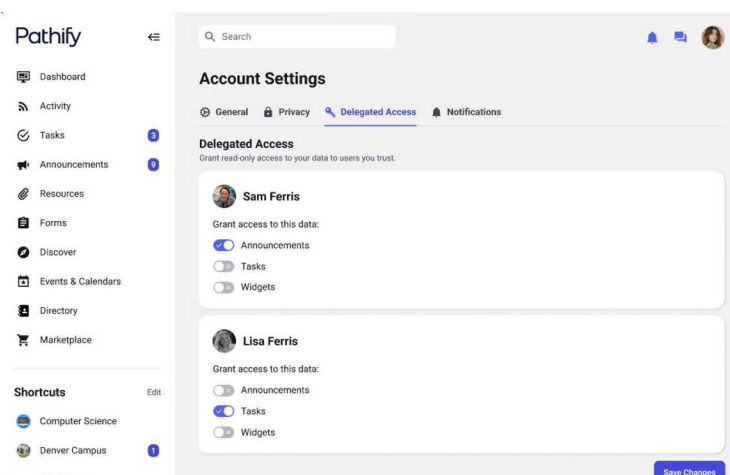 Pathify
Search
Dashboard
Activity
Tasks 3
Announcements 9
Resources
Forms
Discover
Events & Calendars
Directory
Marketplace
Shortcuts Edit
Computer Science
Denver Campus 1
Account Settings
General Privacy Delegated Access Notifications
Delegated Access
Grant read-only access to your data to users you trust.
Sam Ferris
Grant access to this data:
Announcements
Tasks
Widgets
Lisa Ferris
Grant access to this data:
Announcements
Tasks
Widgets
Save Changes